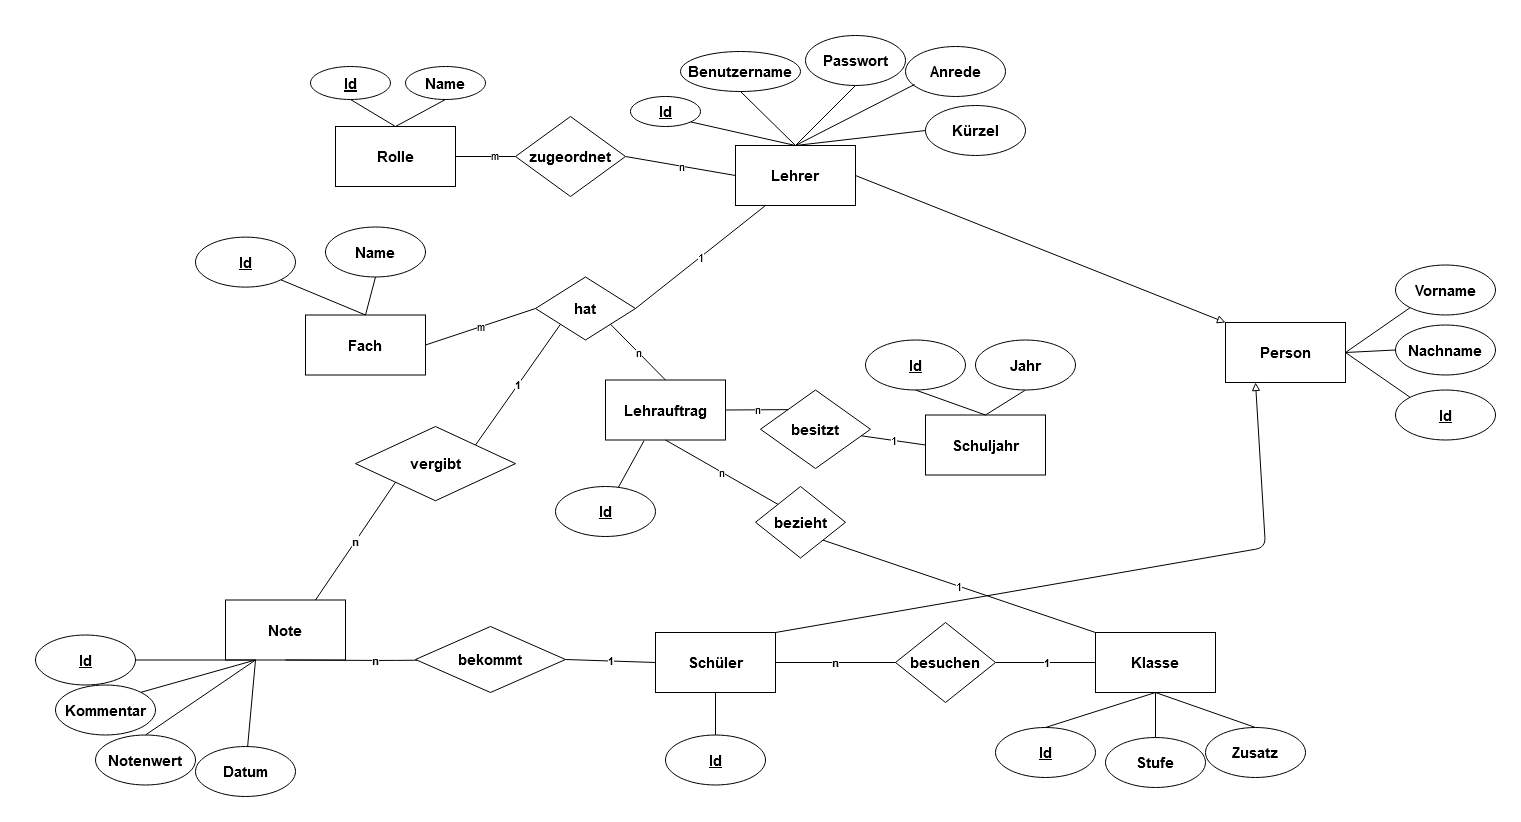 Benutzername
Passwort
Anrede
Id
Name
Id
Kürzel
Rolle
m
zugeordnet
n
Lehrer
Id
Name
1
hat
m
Fach
n
Vorname
Person
Nachname
Id
Id
Jahr
1
Lehrauftrag
n
besitzt
1
Schuljahr
vergibt
n
Id
bezieht
n
1
Note
Id
n
bekommt
1
Schüler
n
besuchen
1
Klasse
Kommentar
Notenwert
Datum
Id
Id
Stufe
Zusatz